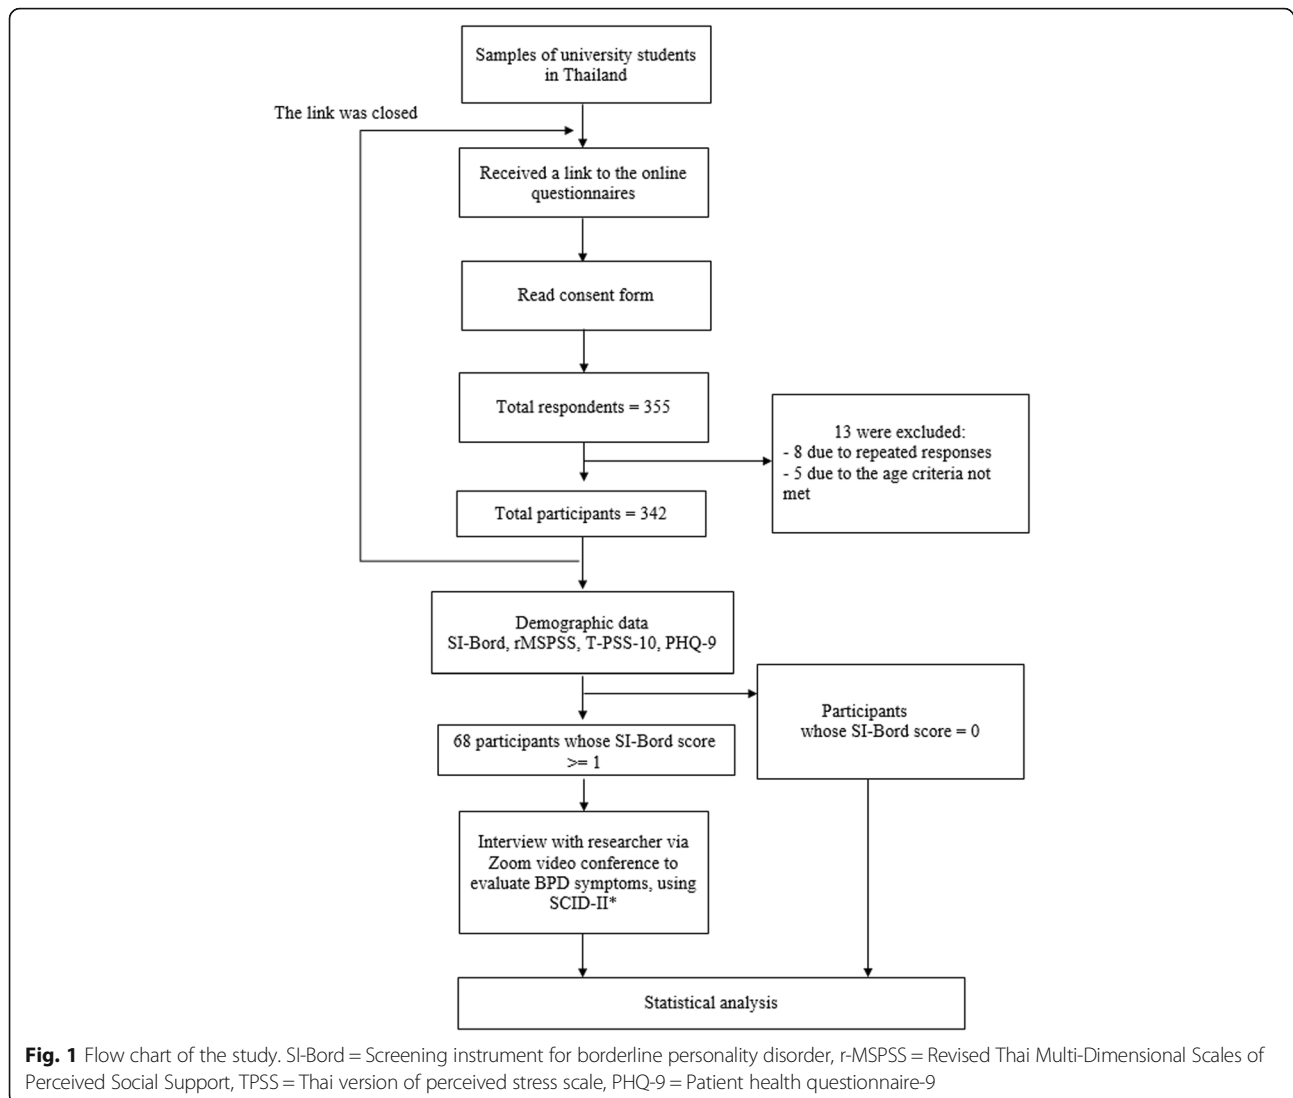 Samples of university students
in Thailand
The link was closed
Received a link to the online
questionnaires
Read consent form
Total respondents = 355
13 were excluded:
- 8 due to repeated responses
- 5 due to the age criteria not
met
Total participants = 342
Demographic data
SI-Bord, rMSPSS, T-PSS-10, PHQ-9
Participants
whose SI-Bord score = 0
68 participants whose SI-Bord score
>= 1
Interview with researcher via
Zoom video conference to
evaluate BPD symptoms, using
SCID-II*
Statistical analysis
Fig. 1 Flow chart of the study. SI-Bord = Screening instrument for borderline personality disorder, r-MSPSS = Revised Thai Multi-Dimensional Scales of
Perceived Social Support, TPSS = Thai version of perceived stress scale, PHQ-9 = Patient health questionnaire-9